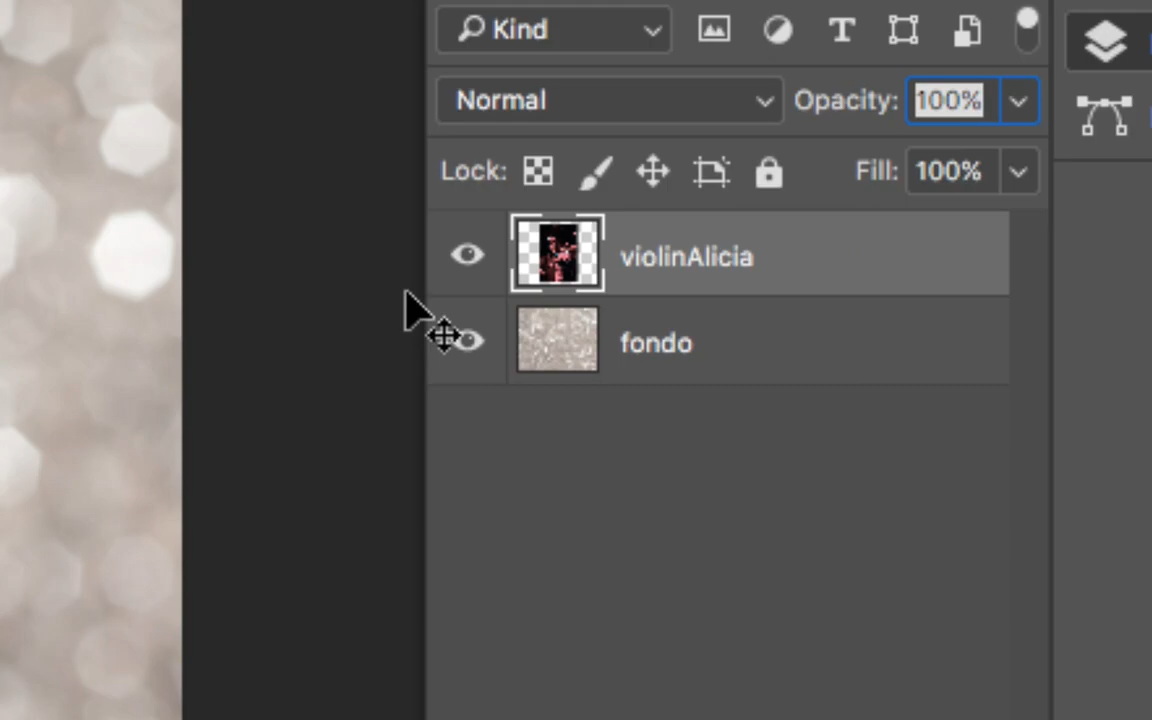 Kind
Normal Opacity: 100%
Lock: Fill: 100%
violinAlicia
fondo